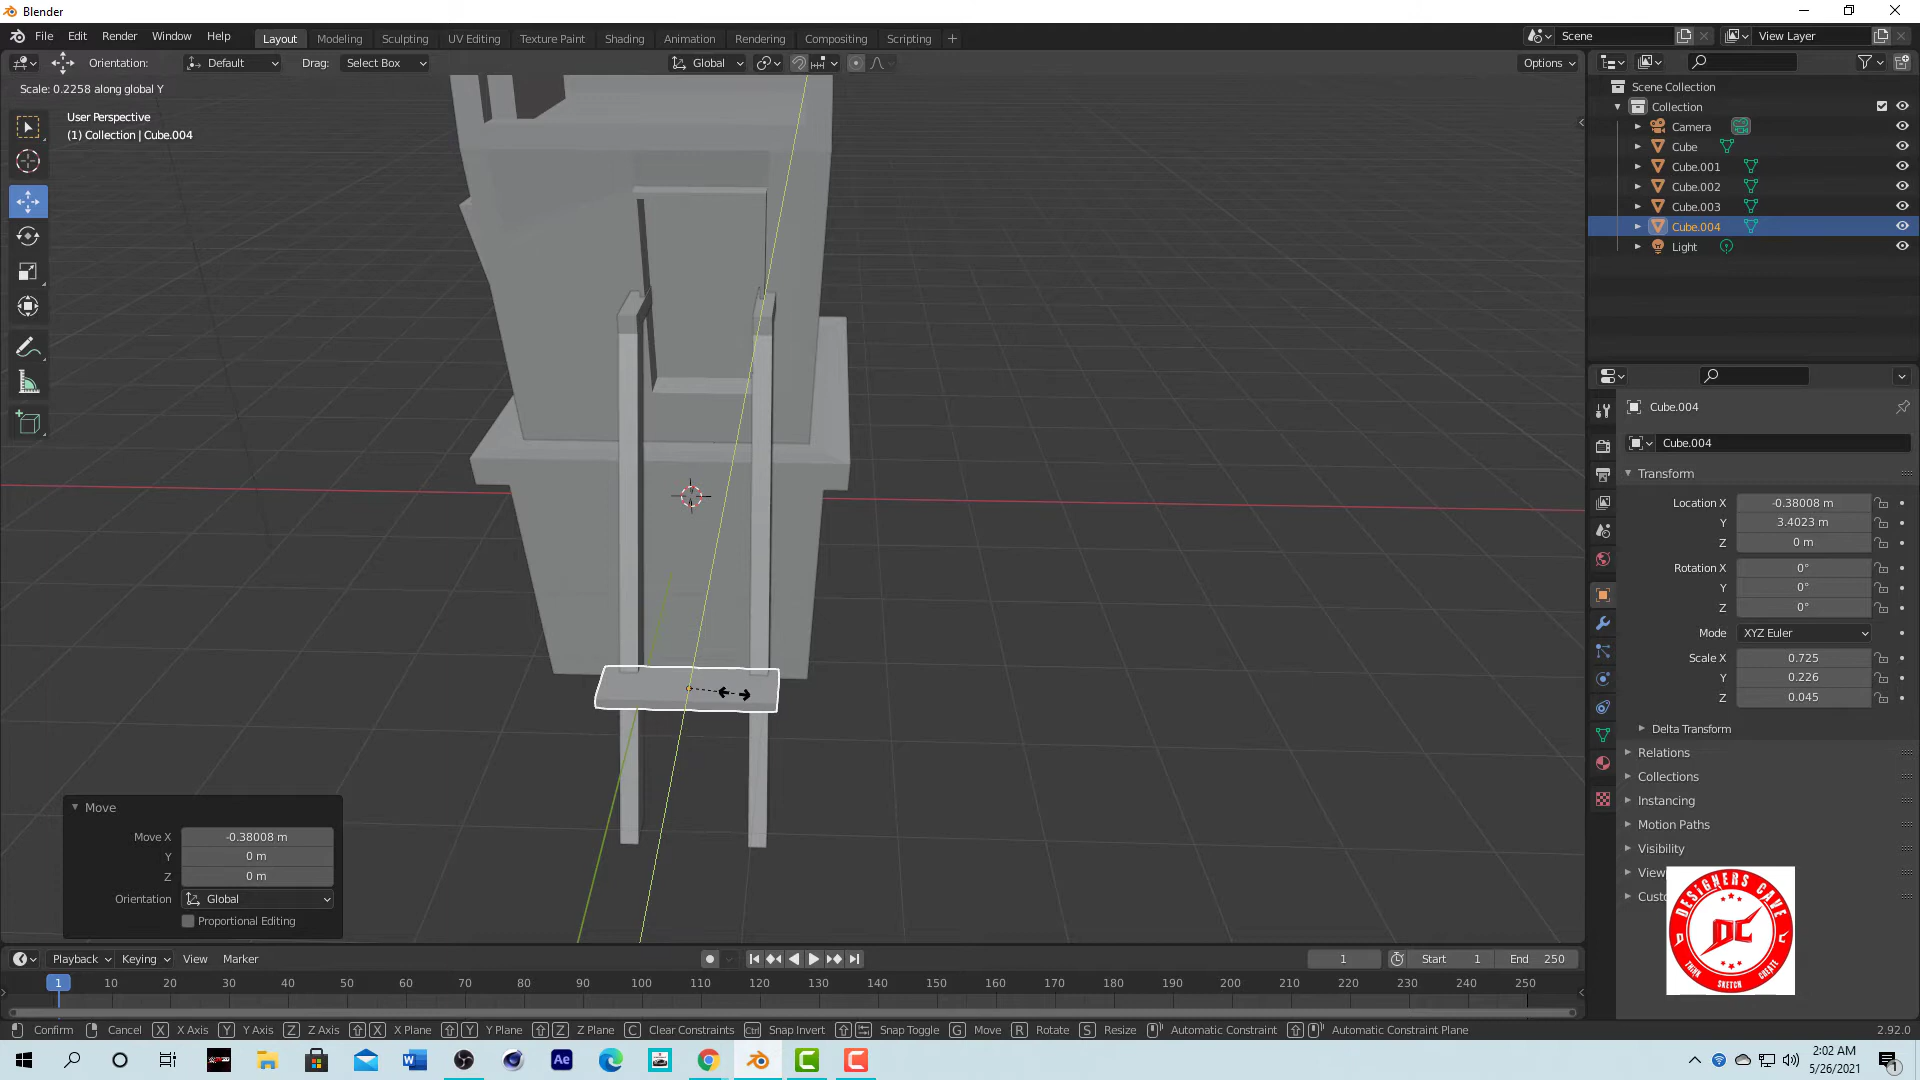 Blender
File Edit Render Window Help
Layout Modeling Sculpting UV Editing Texture Paint Shading Animation Rendering Compositing Scripting
Scene
View Layer
Orientation: Default Drag: Select Box
Global
Options
Scale: 0.2258 along global Y
User Perspective
(1) Collection | Cube.004
Scene Collection
Collection
Camera
Cube
Cube.001
Cube.002
Cube.003
Cube.004
Light
Cube.004
Cube.004
Transform
Location X -0.38008 m
Y 3.4023 m
Z 0 m
Rotation X 0°
Y 0°
Z 0°
Mode XYZ Euler
Scale X 0.725
Y 0.226
Z 0.045
Delta Transform
Relations
Collections
Instancing
Motion Paths
Visibility
View
Custo
DESIGNERS CAVE
DC
THINK SKETCH CREATE
Move
Move X -0.38008 m
Y 0 m
Z 0 m
Orientation Global
Proportional Editing
Playback Keying View Marker
1 Start 1 End 250
1 10 20 30 40 50 60 70 80 90 100 110 120 130 140 150 160 170 180 190 200 210 220 230 240 250
Confirm Cancel X X Axis Y Y Axis Z Z Axis X X Plane Y Y Plane Z Z Plane C Clear Constraints Ctrl Snap Invert Snap Toggle G Move R Rotate S Resize Automatic Constraint Automatic Constraint Plane 2.92.0
Ae
2:02 AM
5/26/2021